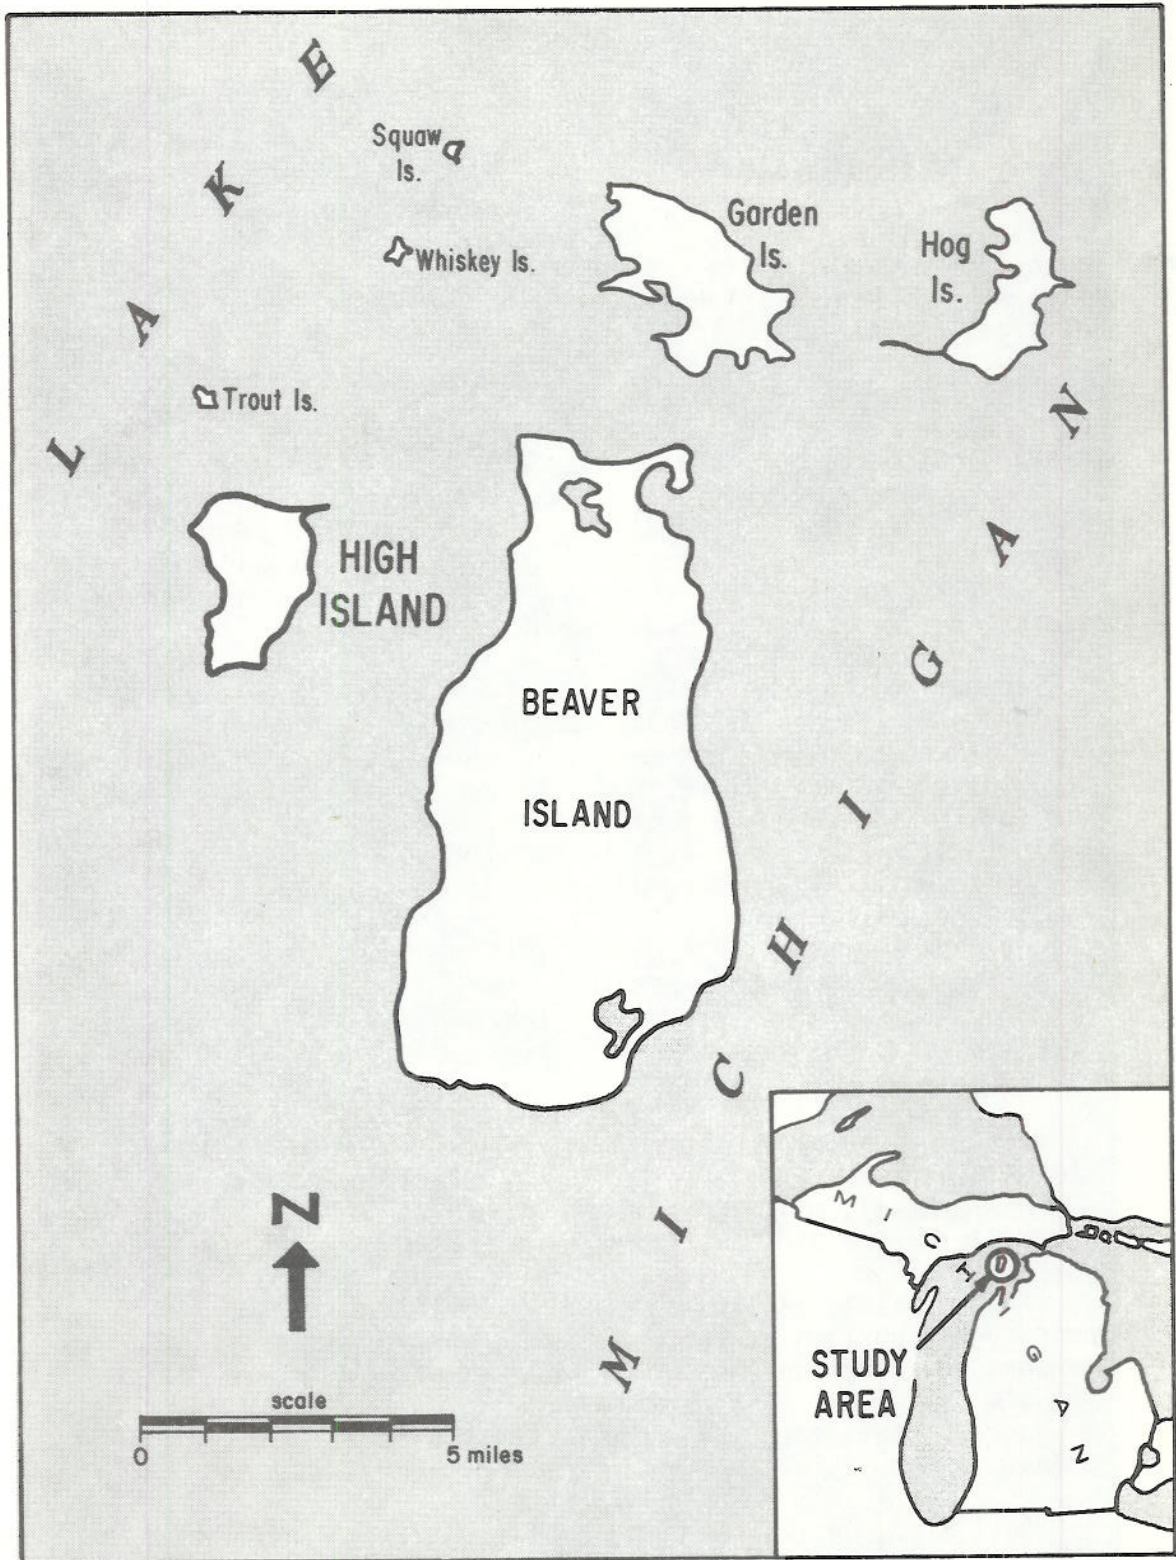 LAKE
Squaw
Is.
Whiskey Is.
Garden
Is.
Hog
Is.
Trout Is.
HIGH
ISLAND
BEAVER
ISLAND
MICHIGAN
N
scale
0
5 miles
MICHIGAN
STUDY
AREA